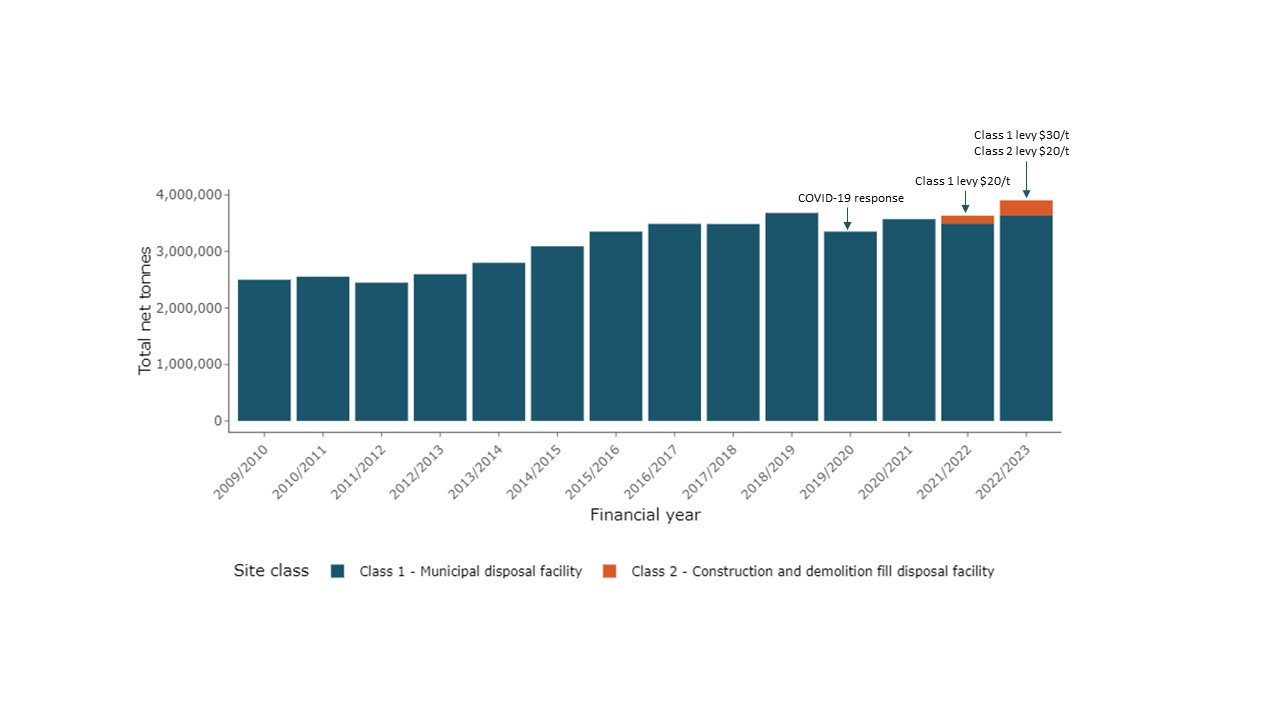 Class 1 levy $30/t
Class 2 levy $20/t
Class 1 levy $20/t
COVID-19 response
4,000,000
3,000,000
2,000,000
1,000,000
0
Total net tonnes
2009/2010
2010/2011
2011/2012
2012/2013
2013/2014
2014/2015
2015/2016
2016/2017
2017/2018
2018/2019
2019/2020
2020/2021
2021/2022
2022/2023
Financial year
Site class Class 1 - Municipal disposal facility Class 2 - Construction and demolition fill disposal facility